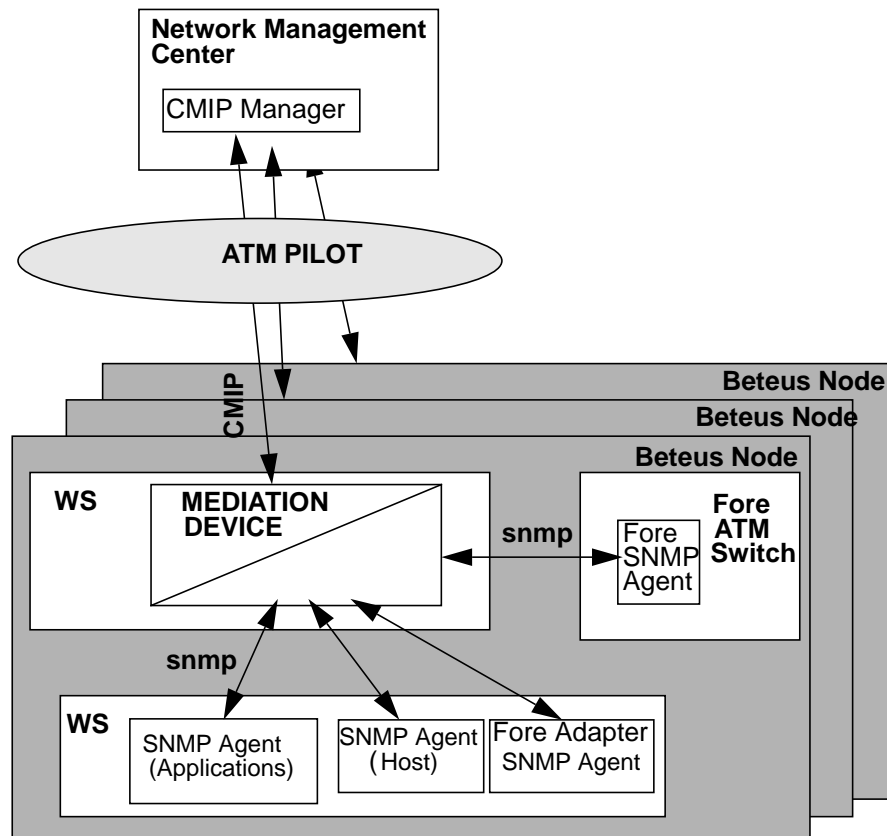 Network Management
Center
CMIP Manager
ATM PILOT
CMIP
Beteus Node
Beteus Node
Beteus Node
WS
MEDIATION
DEVICE
snmp
Fore
ATM
Switch
Fore
SNMP
Agent
snmp
WS
SNMP Agent
(Applications)
SNMP Agent
(Host)
Fore Adapter
SNMP Agent